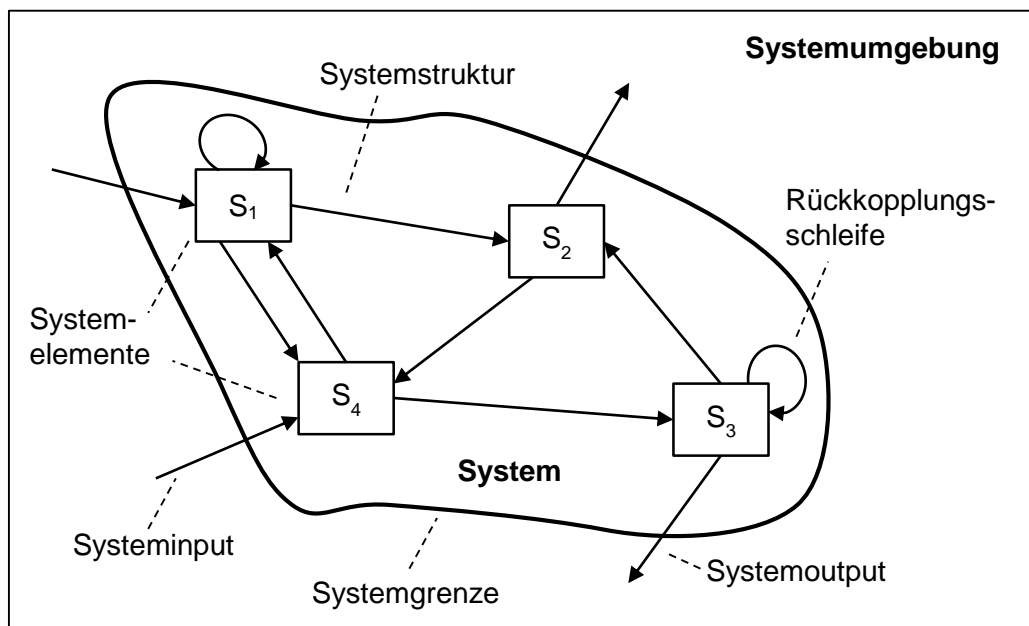 Systemumgebung
Systemstruktur
Rückkopplungs-
schleife
S1
S2
System-
elemente
S4
S3
System
Systeminput
Systemgrenze
Systemoutput